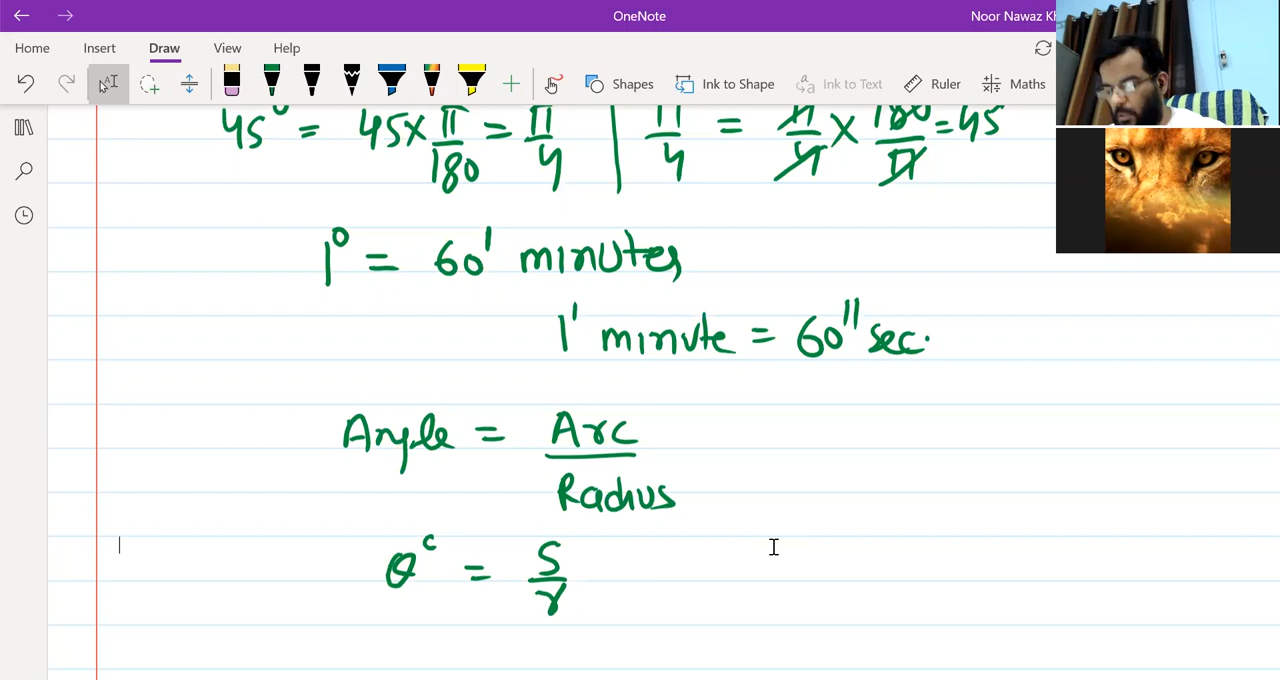 OneNote
Noor Nawaz Kh
Home Insert Draw View Help
Shapes Ink to Shape Ink to Text Ruler Maths
45° = 45 × π/180 = π/4 | π/4 = π/4 × 180/π = 45
1° = 60' minutes
1' minute = 60" sec.
Angle = Arc/Radius
θᶜ = S/r